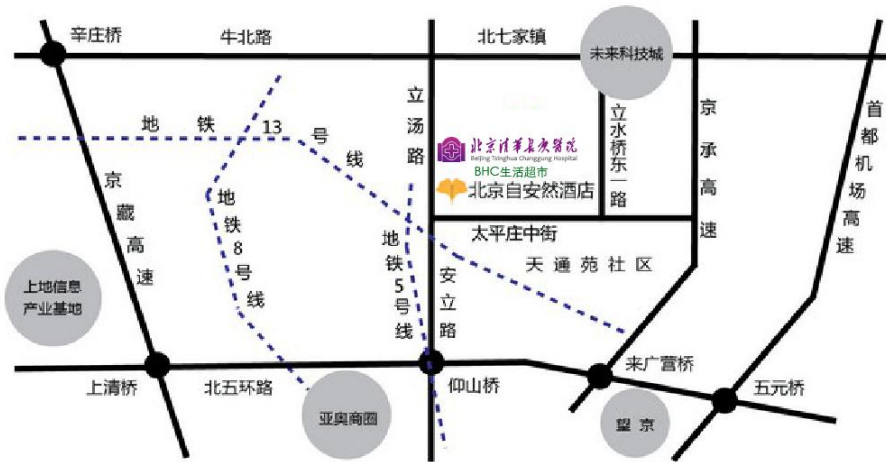 辛庄桥
牛北路
北七家镇
未来科技城
地铁13号线
立汤路
北京清华长庚医院
Beijing Tsinghua Changgung Hospital
BHC生活超市
北京自安然酒店
立水桥东一路
京承高速
首都机场高速
京藏高速
地铁8号线
地铁5号线
太平庄中街
天通苑社区
安立路
上地信息
产业基地
上清桥
北五环路
亚奥商圈
仰山桥
来广营桥
望京
五元桥